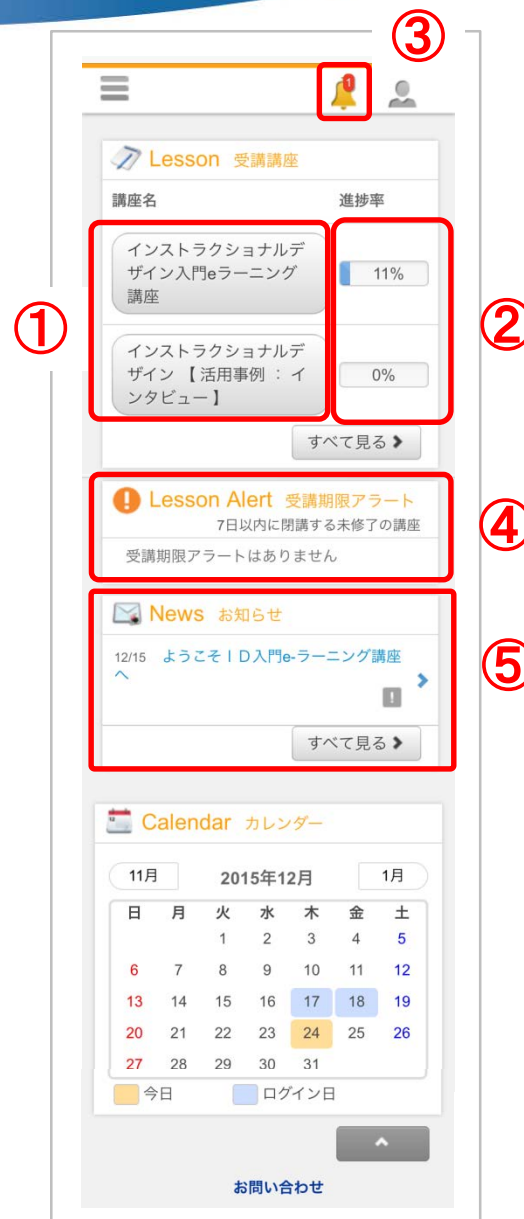 ③
1
Lesson 受講講座
講座名 進捗率
①
インストラクショナルデ
ザイン入門eラーニング
講座
11%
②
インストラクショナルデ
ザイン 【 活用事例 ： イ
ンタビュー 】
0%
すべて見る
④
Lesson Alert 受講期限アラート
7日以内に閉講する未修了の講座
受講期限アラートはありません
⑤
News お知らせ
12/15 ようこそＩＤ入門e-ラーニング講座
へ
!
すべて見る
Calendar カレンダー
11月 2015年12月 1月
日 月 火 水 木 金 土
1 2 3 4 5
6 7 8 9 10 11 12
13 14 15 16 17 18 19
20 21 22 23 24 25 26
27 28 29 30 31
今日 ログイン日
お問い合わせ